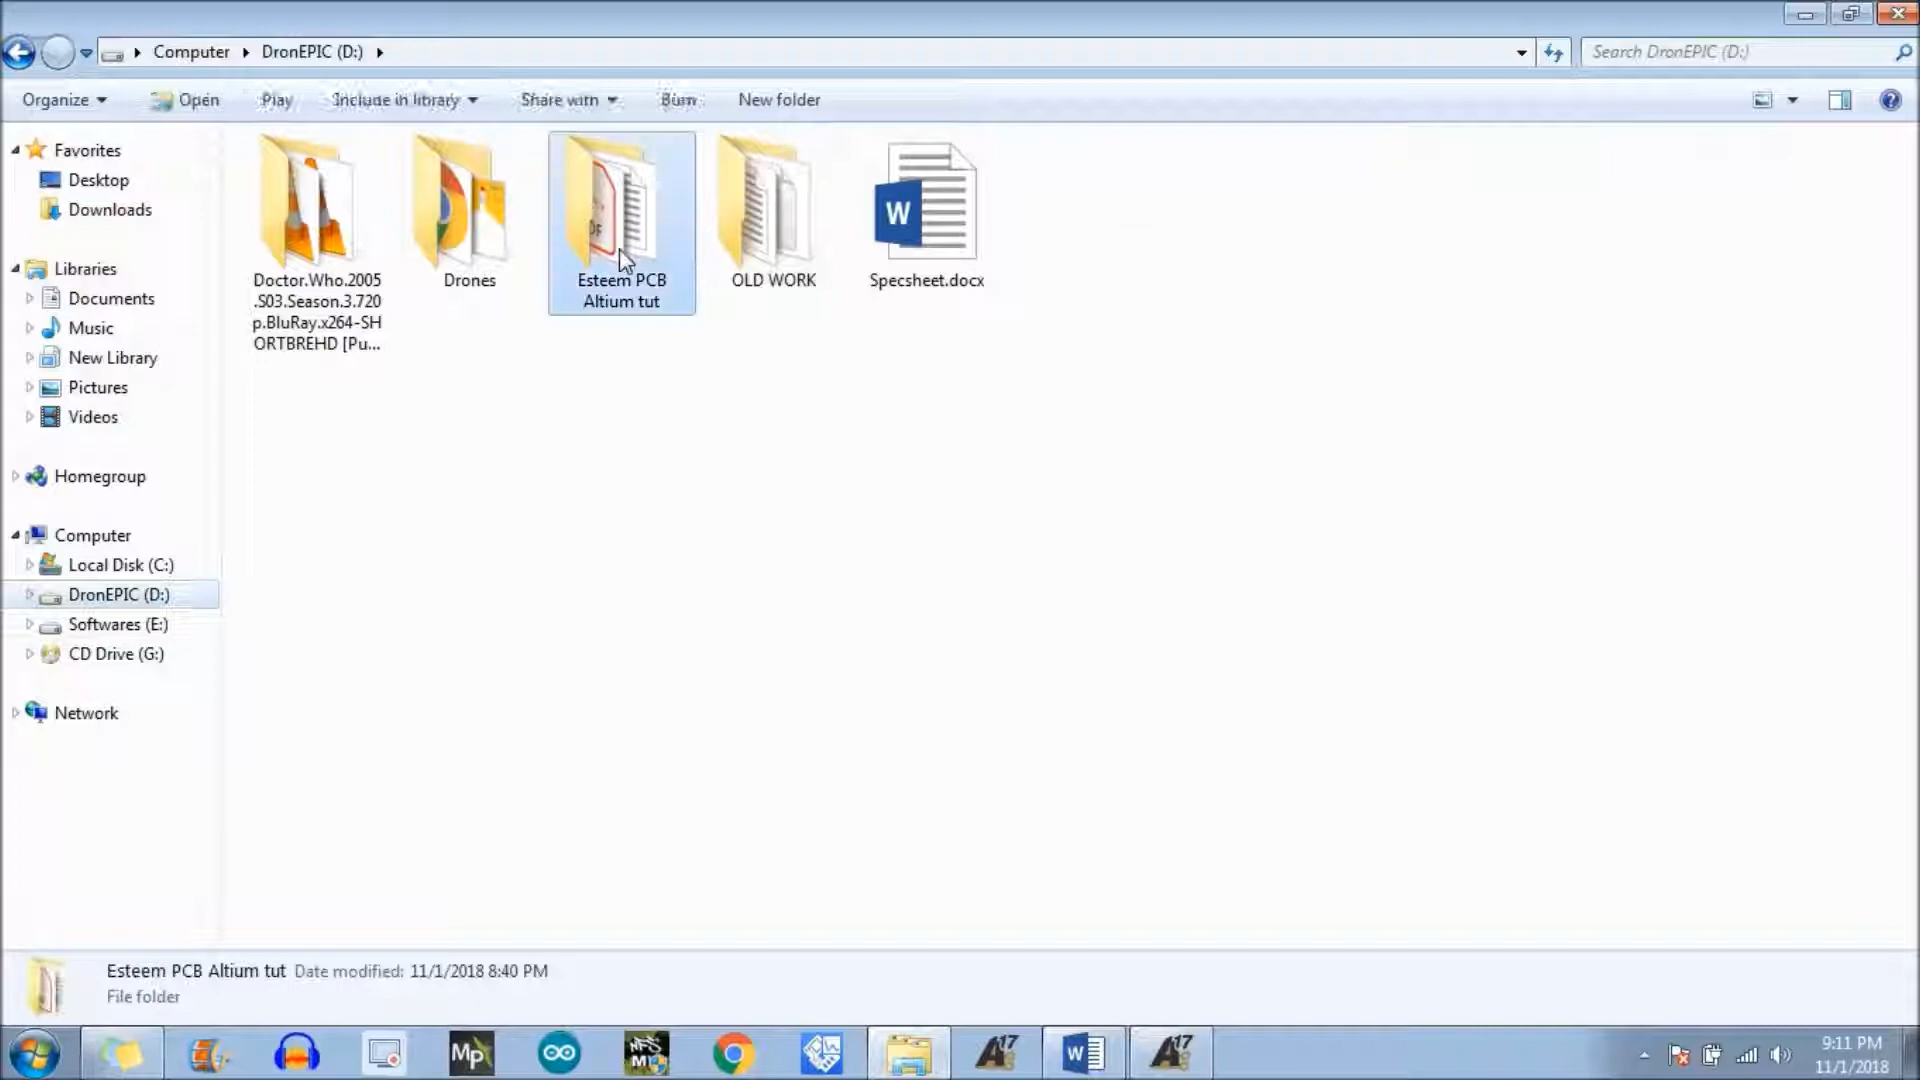 Computer DronEPIC (D:)
Search DronEPIC (D:)
Organize Open Play Include in library Share with Burn New folder
Favorites
Desktop
Downloads
Libraries
Documents
Music
New Library
Pictures
Videos
Homegroup
Computer
Local Disk (C:)
DronEPIC (D:)
Softwares (E:)
CD Drive (G:)
Network
Doctor.Who.2005
.S03.Season.3.720
p.BluRay.x264-SH
ORTBREHD [Pu...
Drones
Esteem PCB
Altium tut
OLD WORK
W
Specsheet.docx
Esteem PCB Altium tut Date modified: 11/1/2018 8:40 PM
File folder
Mp
NFS
W
9:11 PM
11/1/2018